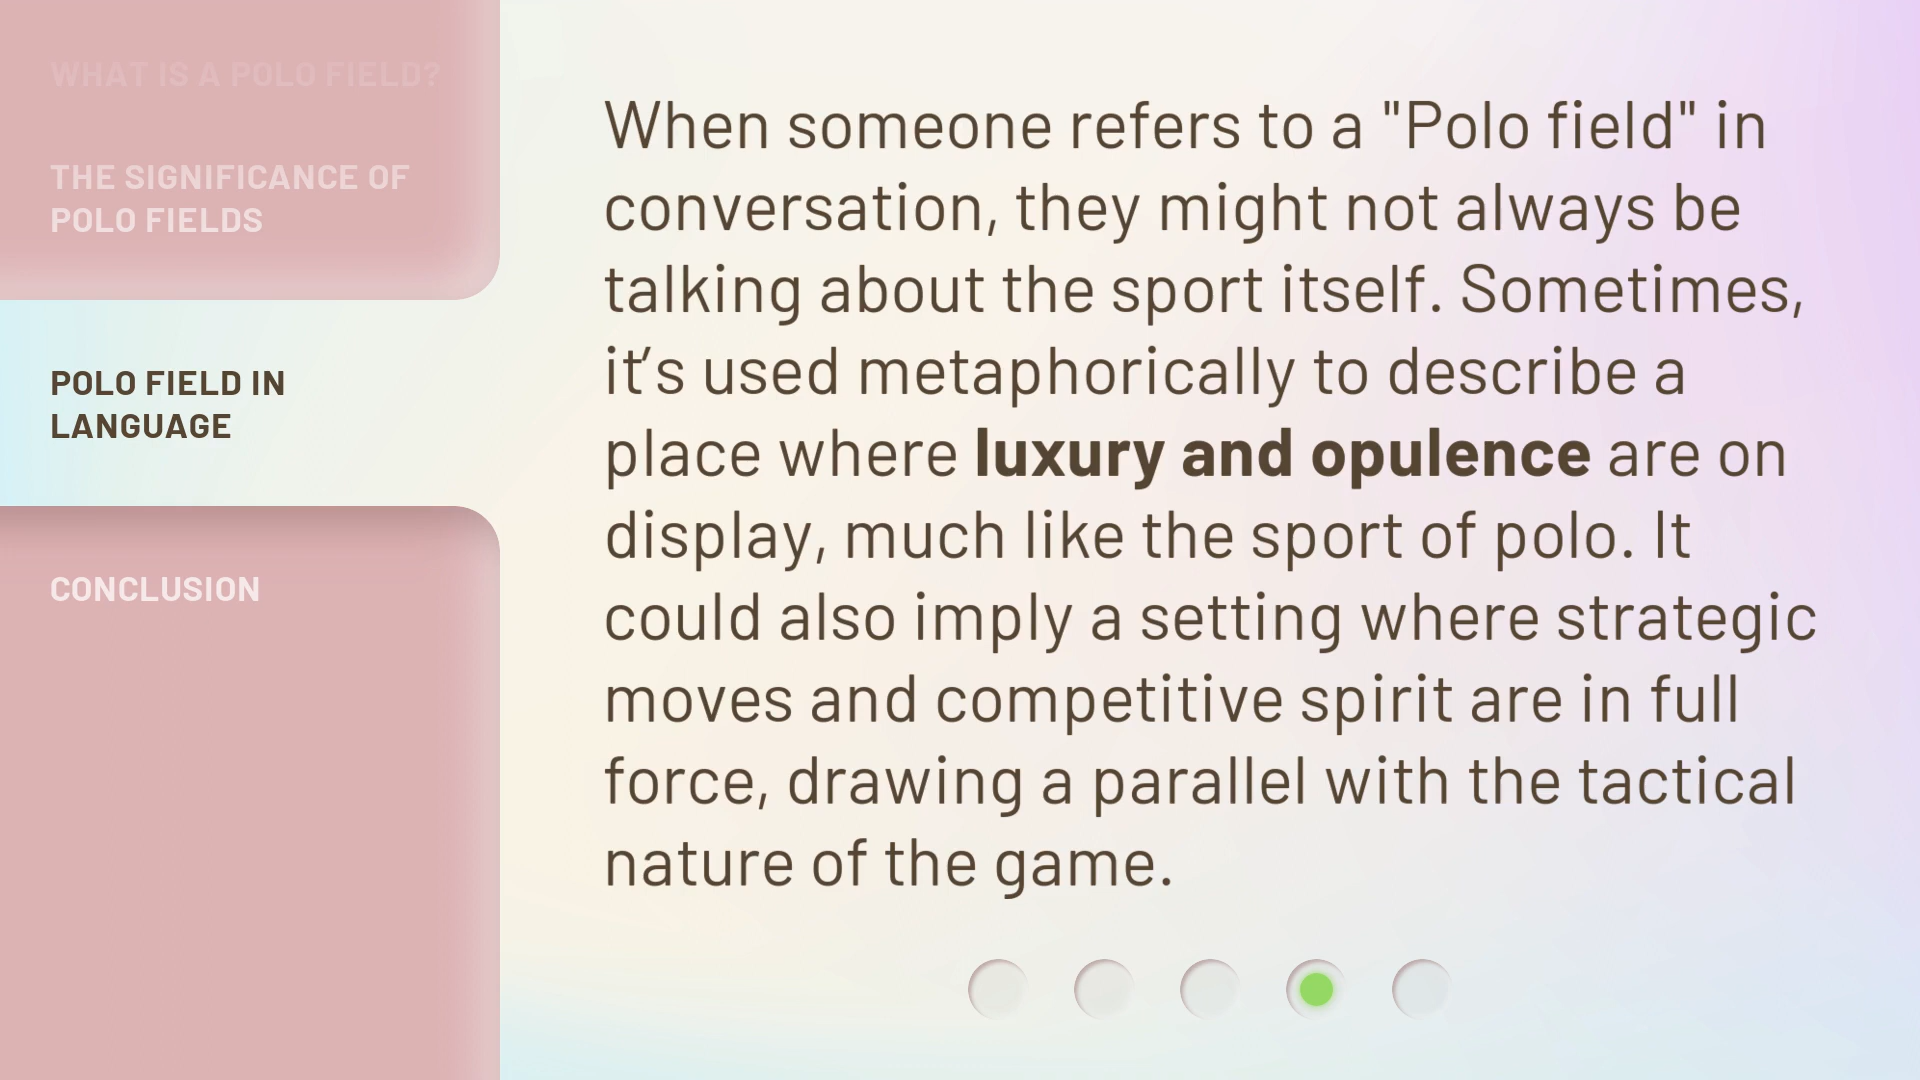 WHAT IS A POLO FIELD?
THE SIGNIFICANCE OF
POLO FIELDS
POLO FIELD IN
LANGUAGE
CONCLUSION
When someone refers to a "Polo field" in
conversation, they might not always be
talking about the sport itself. Sometimes,
it’s used metaphorically to describe a
place where luxury and opulence are on
display, much like the sport of polo. It
could also imply a setting where strategic
moves and competitive spirit are in full
force, drawing a parallel with the tactical
nature of the game.